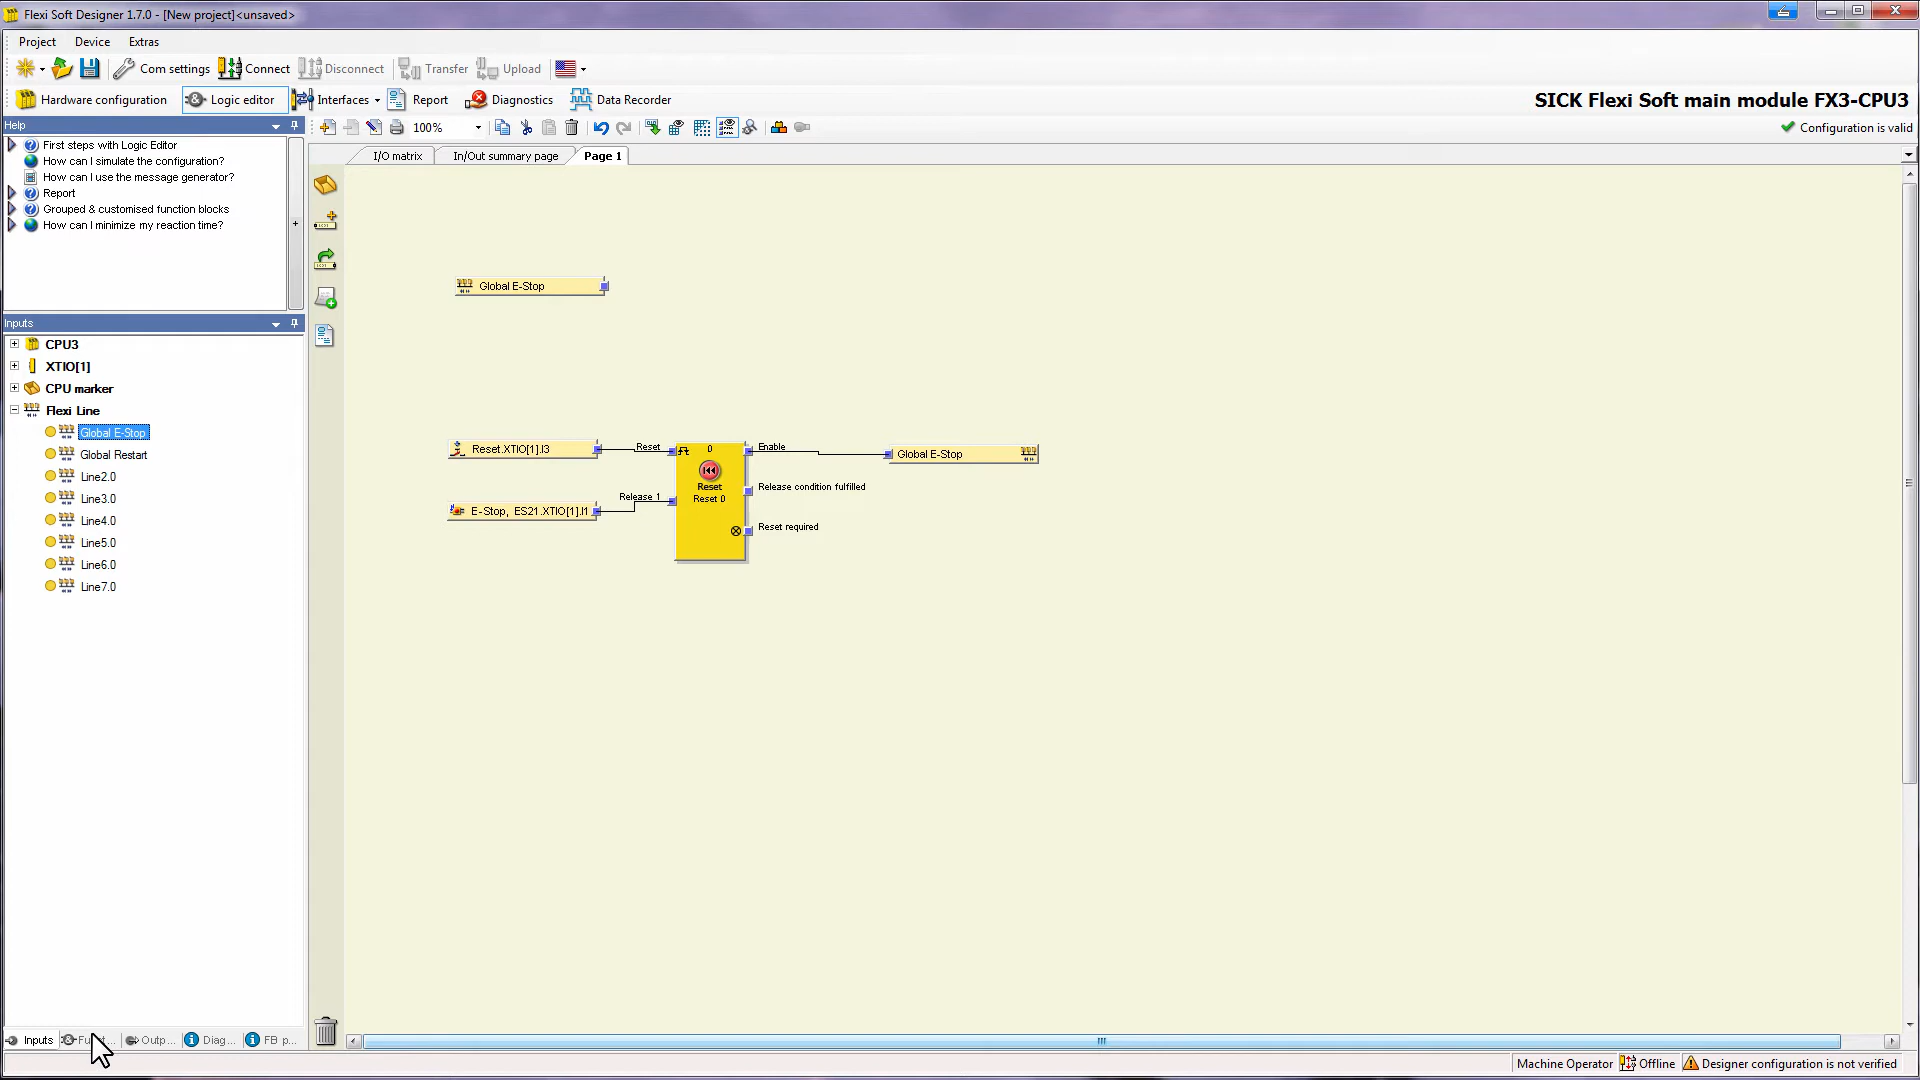 Flexi Soft Designer 1.7.0 - [New project]<unsaved>
Project Device Extras
Com settings Connect Disconnect Transfer Upload
Hardware configuration Logic editor Interfaces Report Diagnostics Data Recorder
SICK Flexi Soft main module FX3-CPU3
Help
100%
Configuration is valid
First steps with Logic Editor
How can I simulate the configuration?
How can I use the message generator?
Report
Grouped & customised function blocks
How can I minimize my reaction time?
I/O matrix In/Out summary page Page 1
Inputs
CPU3
XTIO[1]
CPU marker
Flexi Line
Global E-Stop
Global Restart
Line2.0
Line3.0
Line4.0
Line5.0
Line6.0
Line7.0
Global E-Stop
Reset.XTIO[1].I3
Reset
0
Enable
Global E-Stop
Reset
Reset 0
Release condition fulfilled
Release 1
E-Stop, ES21.XTIO[1].I1
Reset required
Inputs Outp... Diag... FB p...
Machine Operator Offline Designer configuration is not verified